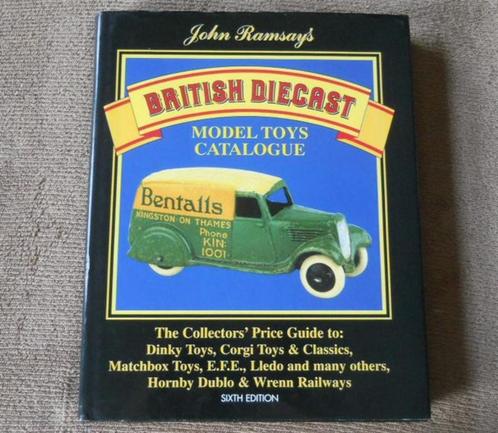 John Ramsay's
BRITISH DIECAST
MODEL TOYS
CATALOGUE
Bentalls
KINGSTON·ON THAMES
Phone
KIN:
1001
The Collectors' Price Guide to:
Dinky Toys, Corgi Toys & Classics,
Matchbox Toys, E.F.E., Lledo and many others,
Hornby Dublo & Wrenn Railways
SIXTH EDITION